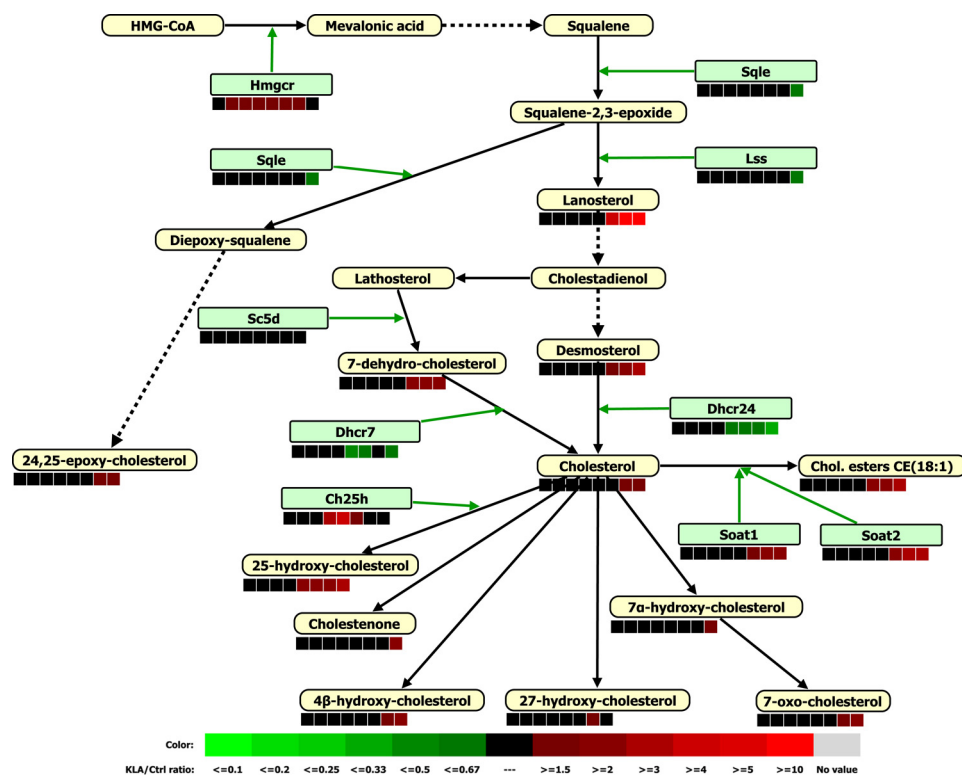 HMG-CoA
Mevalonic acid
Squalene
Hmgcr
Sqle
Squalene-2,3-epoxide
Sqle
Lss
Lanosterol
Diepoxy-squalene
Lathosterol
Cholestadienol
Sc5d
7-dehydro-cholesterol
Desmosterol
Dhcr7
Dhcr24
24,25-epoxy-cholesterol
Cholesterol
Chol. esters CE(18:1)
Ch25h
Soat1
Soat2
25-hydroxy-cholesterol
Cholestenone
7α-hydroxy-cholesterol
4β-hydroxy-cholesterol
27-hydroxy-cholesterol
7-oxo-cholesterol
Color:
KLA/Ctrl ratio: <=0.1 <=0.2 <=0.25 <=0.33 <=0.5 <=0.67 --- >=1.5 >=2 >=3 >=4 >=5 >=10 No value